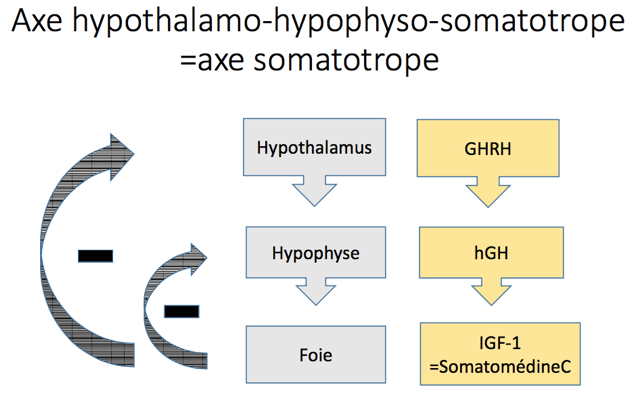 Axe hypothalamo-hypophyso-somatotrope
=axe somatotrope
Hypothalamus
GHRH
Hypophyse
hGH
Foie
IGF-1
=SomatomédineC